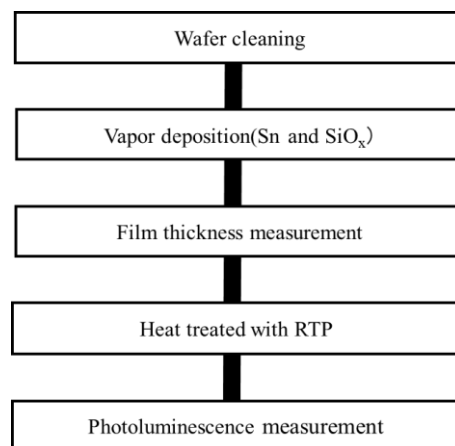 Wafer cleaning
Vapor deposition(Sn and SiOₓ）
Film thickness measurement
Heat treated with RTP
Photoluminescence measurement